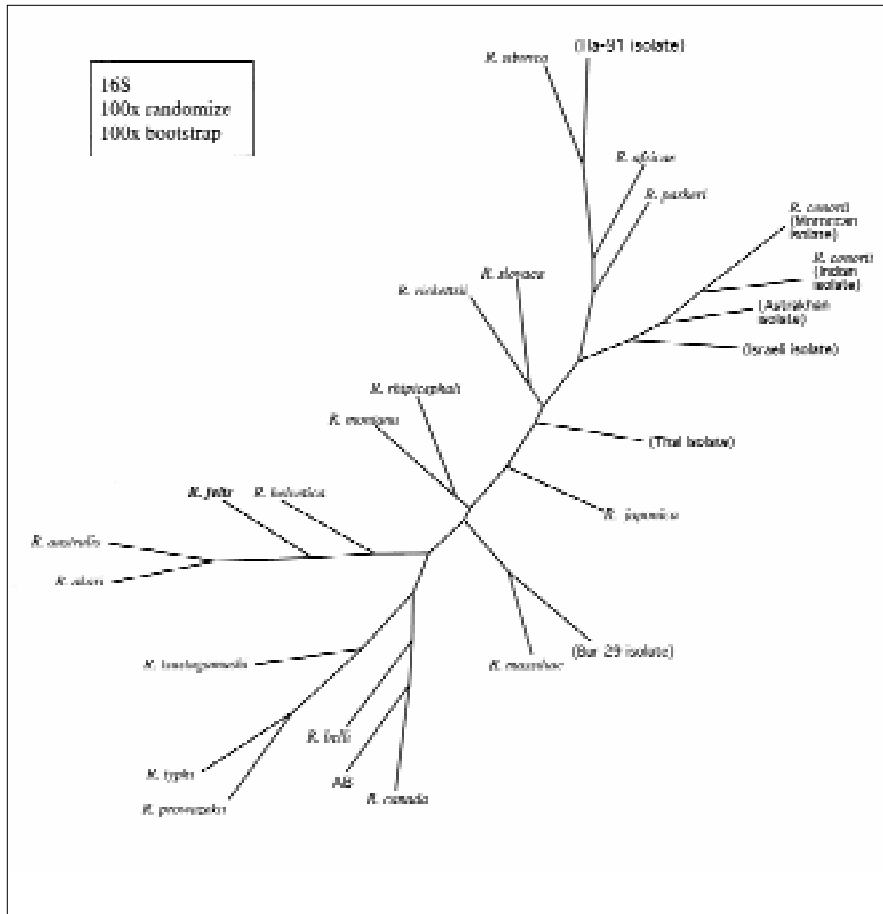 16S
100x randomize
100x bootstrap
R. sibirica
(Ha-91 isolate)
R. africae
R. parkeri
R. conorii
(Moroccan
isolate)
R. conorii
(Indian
isolate)
(Astrakhan
isolate)
(Israeli isolate)
R. slovaca
R. rickettsii
R. rhipicephali
R. montana
(Thai isolate)
R. japonica
R. felis
R. helvetica
R. australis
R. akari
R. massiliae
(Bar 29 isolate)
R.
R. bellii
AB
R. canada
R. typhi
R. prowazekii